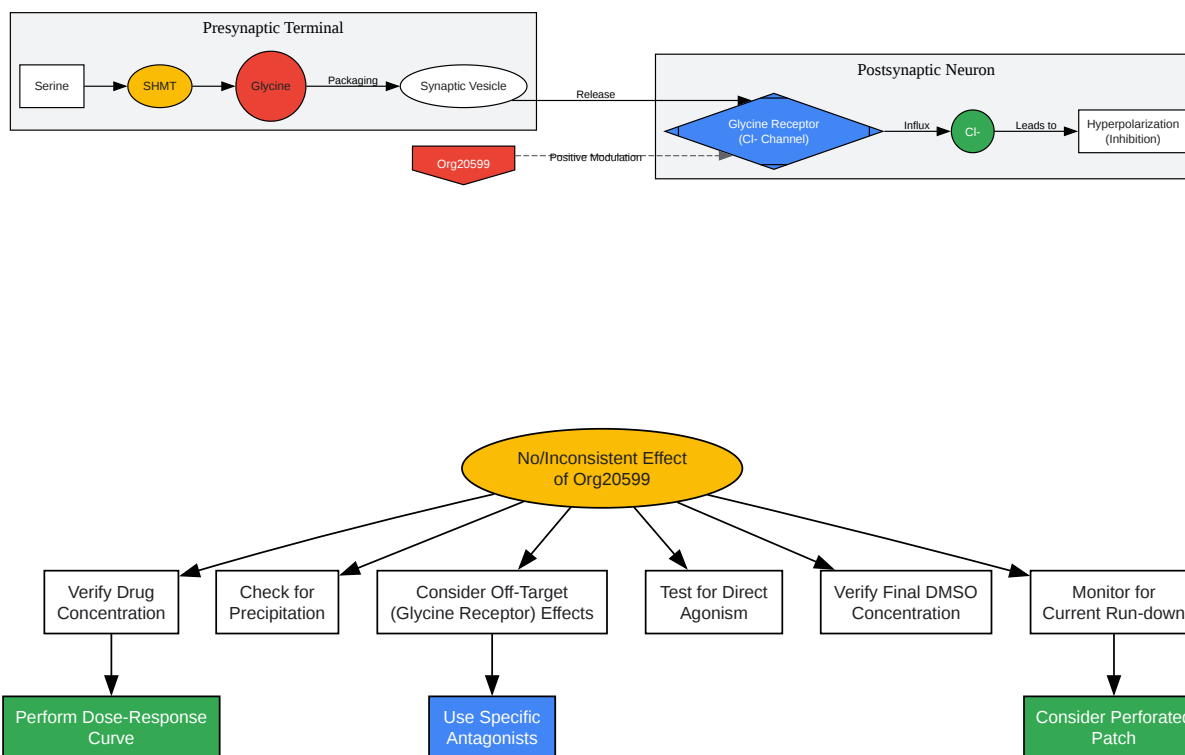 Presynaptic Terminal
Serine
SHMT
Glycine
Packaging
Synaptic Vesicle
Release
Postsynaptic Neuron
Glycine Receptor
(Cl- Channel)
Influx
Cl-
Leads to
Hyperpolarization
(Inhibition)
Org20599
Positive Modulation
No/Inconsistent Effect
of Org20599
Verify Drug
Concentration
Check for
Precipitation
Consider Off-Target
(Glycine Receptor) Effects
Test for Direct
Agonism
Verify Final DMSO
Concentration
Monitor for
Current Run-down
Perform Dose-Response
Curve
Use Specific
Antagonists
Consider Perforated
Patch